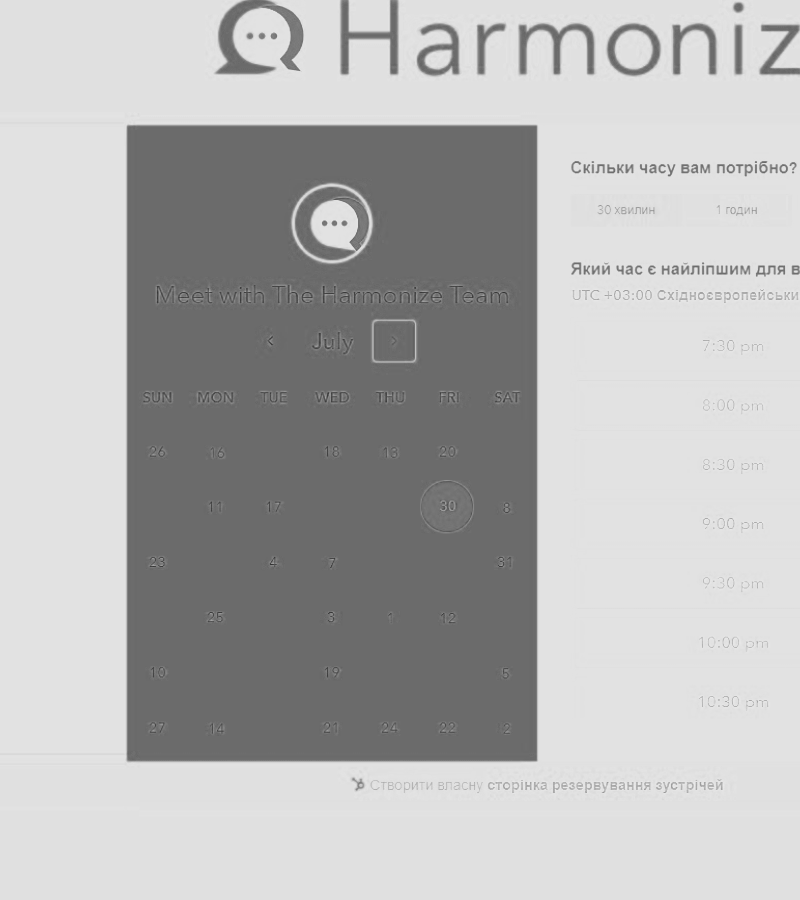 Harmoniz
Meet with The Harmonize Team
July
SUN MON TUE WED THU FRI SAT
26 16 18 13 20
11 17 30 8
23 4 7 31
25 3 1 12
10 19 5
27 14 21 24 22 2
Скільки часу вам потрібно?
30 хвилин 1 годин
Який час є найліпшим для в
UTC +03:00 Східноєвропейськи
7:30 pm
8:00 pm
8:30 pm
9:00 pm
9:30 pm
10:00 pm
10:30 pm
Створити власну сторінка резервування зустрічей